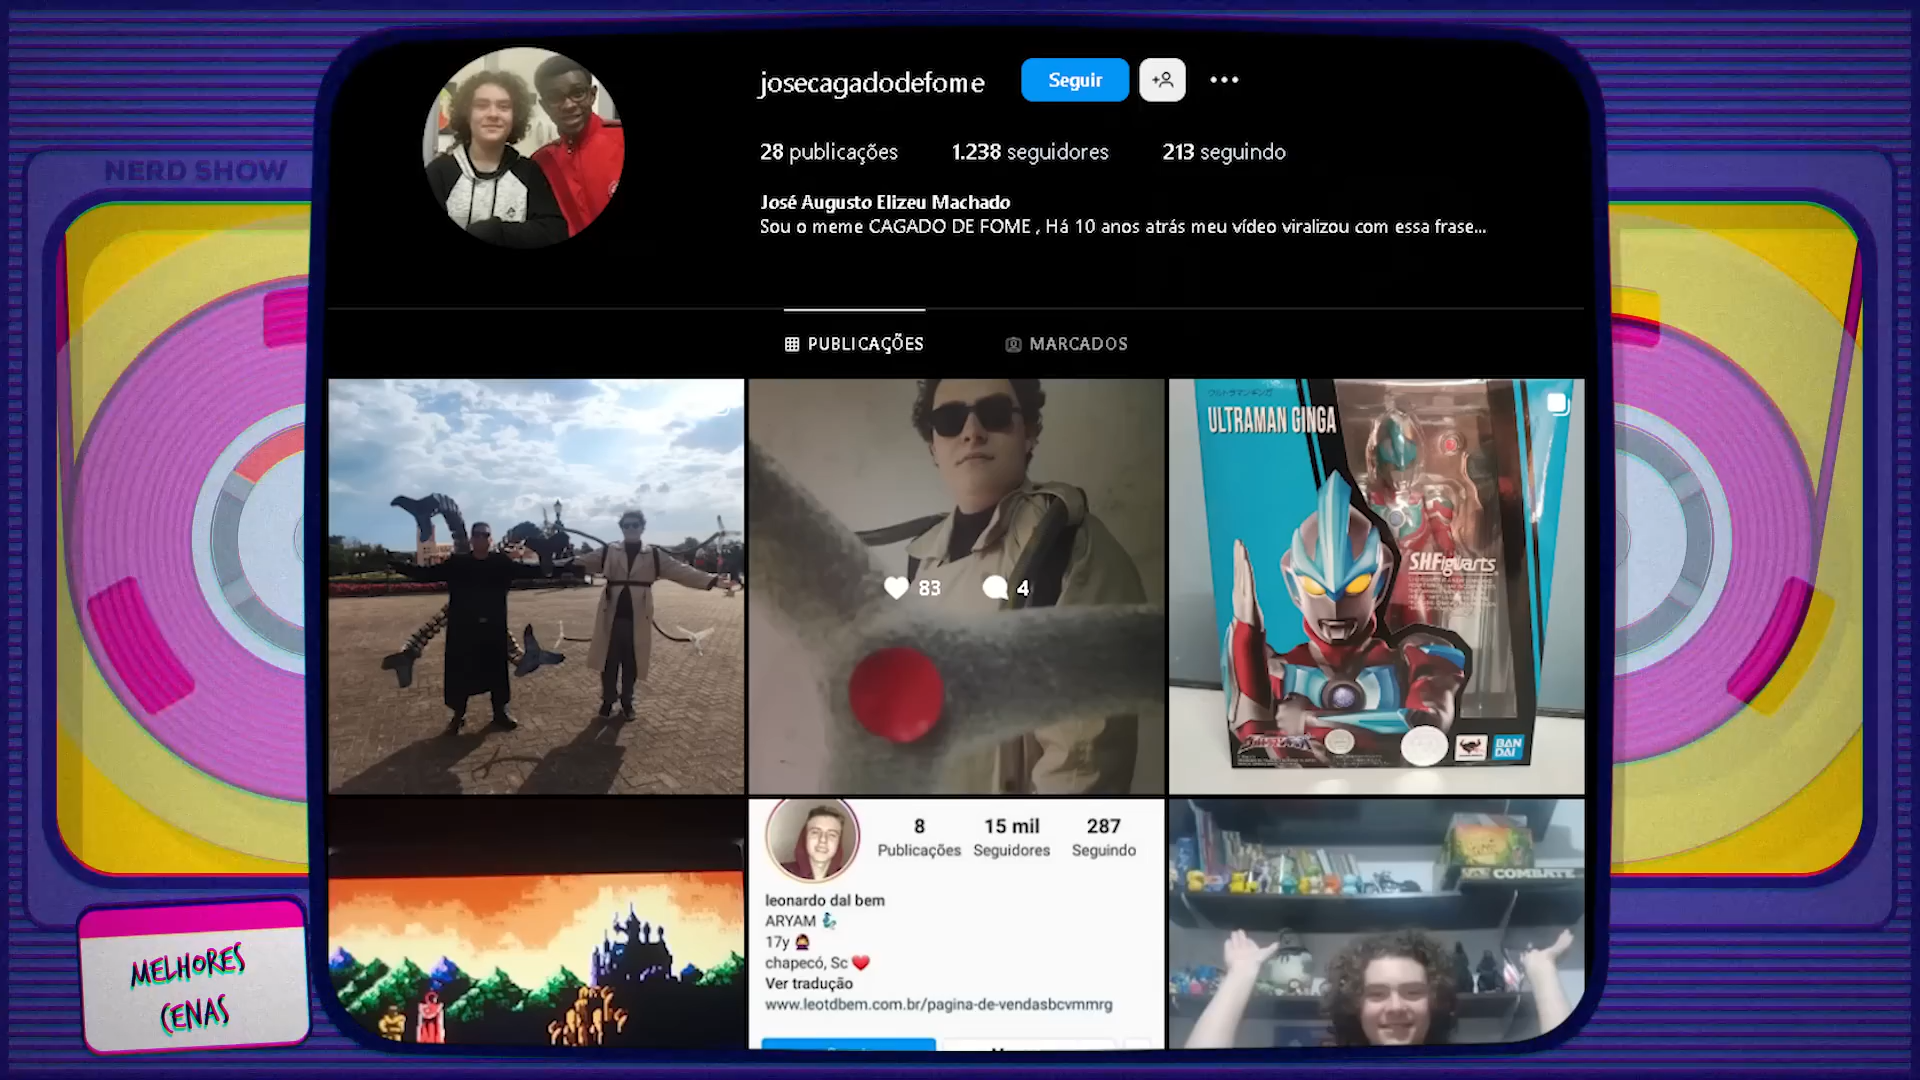 NERD SHOW
josecagadodefome
Seguir
28 publicações
1.238 seguidores
213 seguindo
José Augusto Elizeu Machado
Sou o meme CAGADO DE FOME , Há 10 anos atrás meu vídeo viralizou com essa frase...
PUBLICAÇÕES
MARCADOS
83
4
ULTRAMAN GINGA
SHFiguarts
BAN
DAI
8
15 mil
287
Publicações
Seguidores
Seguindo
leonardo dal bem
ARYAM
17y
chapecó, Sc
Ver tradução
www.leotdbem.com.br/pagina-de-vendasbcvmmrg
COMBATE
MELHORES
CENAS